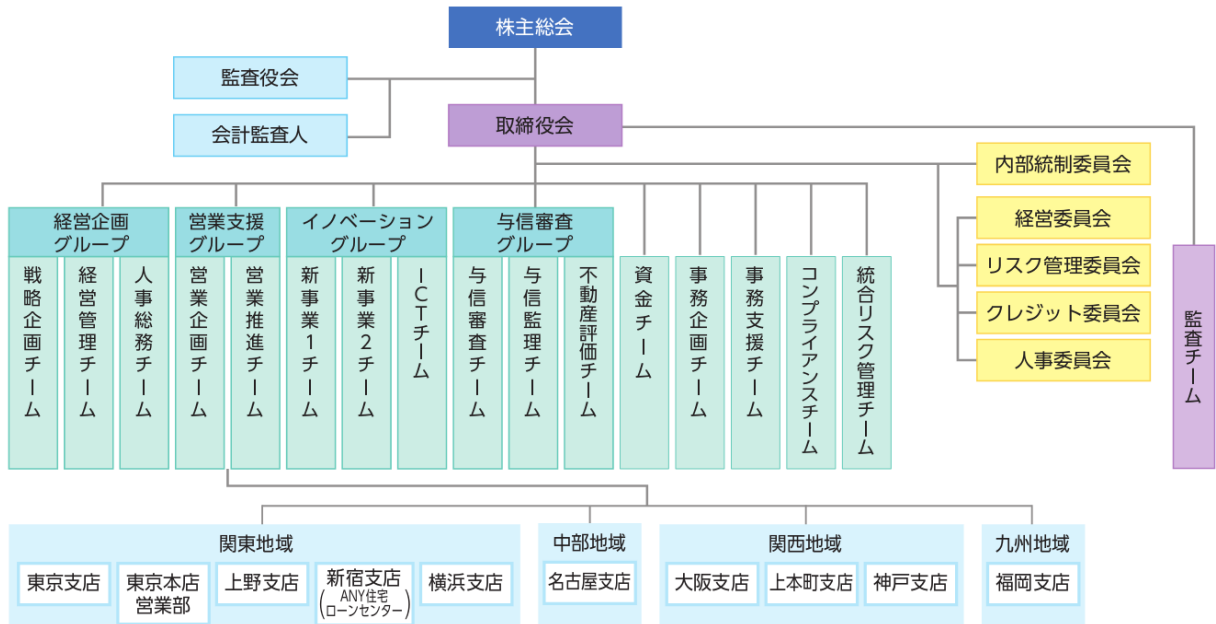 株主総会
監査役会
会計監査人
取締役会
内部統制委員会
経営委員会
リスク管理委員会
クレジット委員会
人事委員会
監査チーム
経営企画
グループ
営業支援
グループ
イノベーション
グループ
与信審査
グループ
戦略企画チーム
経営管理チーム
人事総務チーム
営業企画チーム
営業推進チーム
新事業1チーム
新事業2チーム
ICTチーム
与信審査チーム
与信監理チーム
不動産評価チーム
資金チーム
事務企画チーム
事務支援チーム
コンプライアンスチーム
統合リスク管理チーム
関東地域
東京支店
東京本店
営業部
上野支店
新宿支店
(ANY住宅
ローンセンター)
横浜支店
中部地域
名古屋支店
関西地域
大阪支店
上本町支店
神戸支店
九州地域
福岡支店